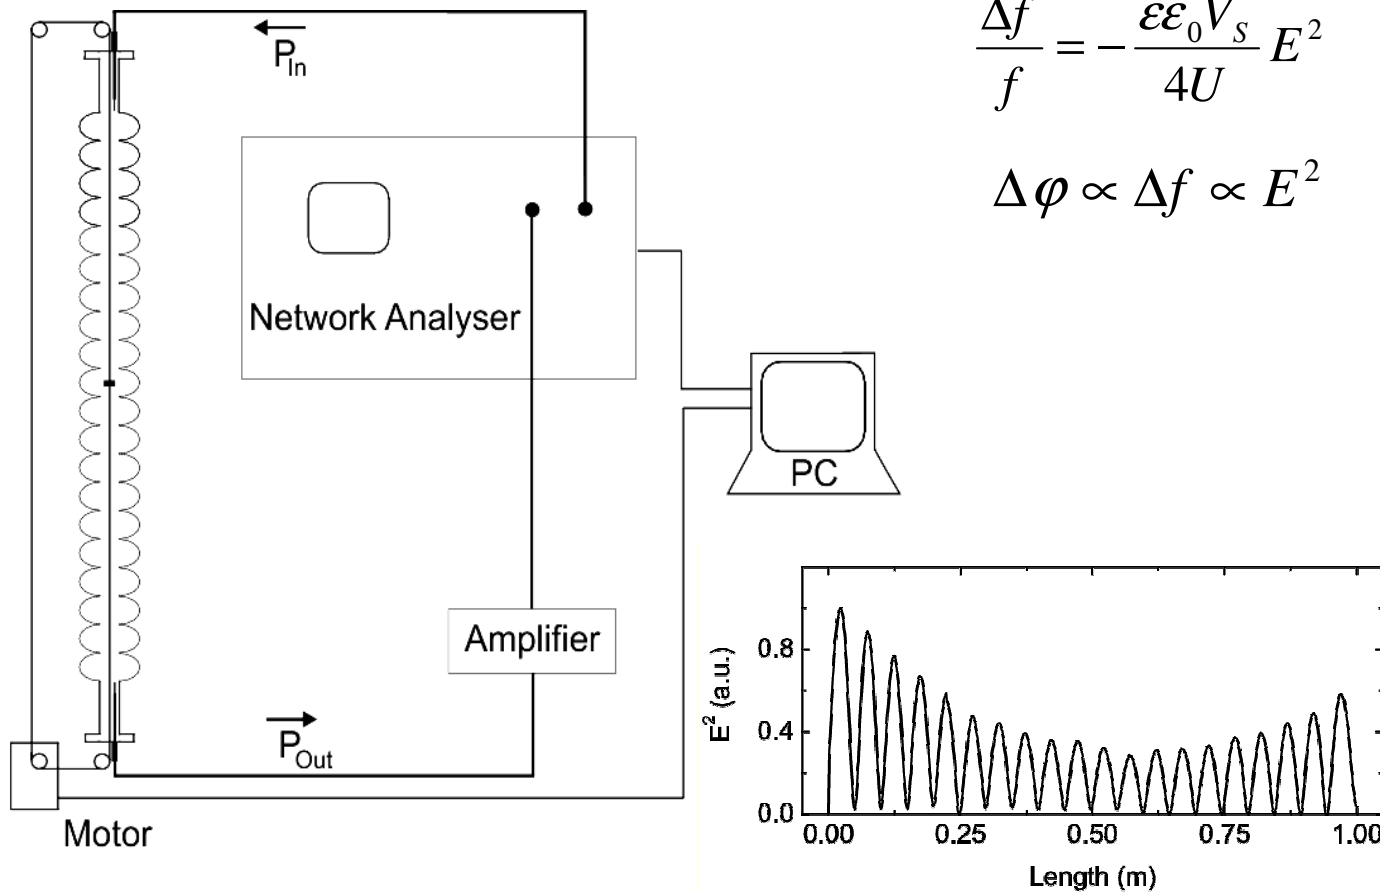 P_In
Δf/f = − εε₀V_S/4U E²
Δφ ∝ Δf ∝ E²
Network Analyser
PC
Amplifier
P_Out
Motor
E² (a.u.)
0.8
0.4
0.0
0.00 0.25 0.50 0.75 1.00
Length (m)